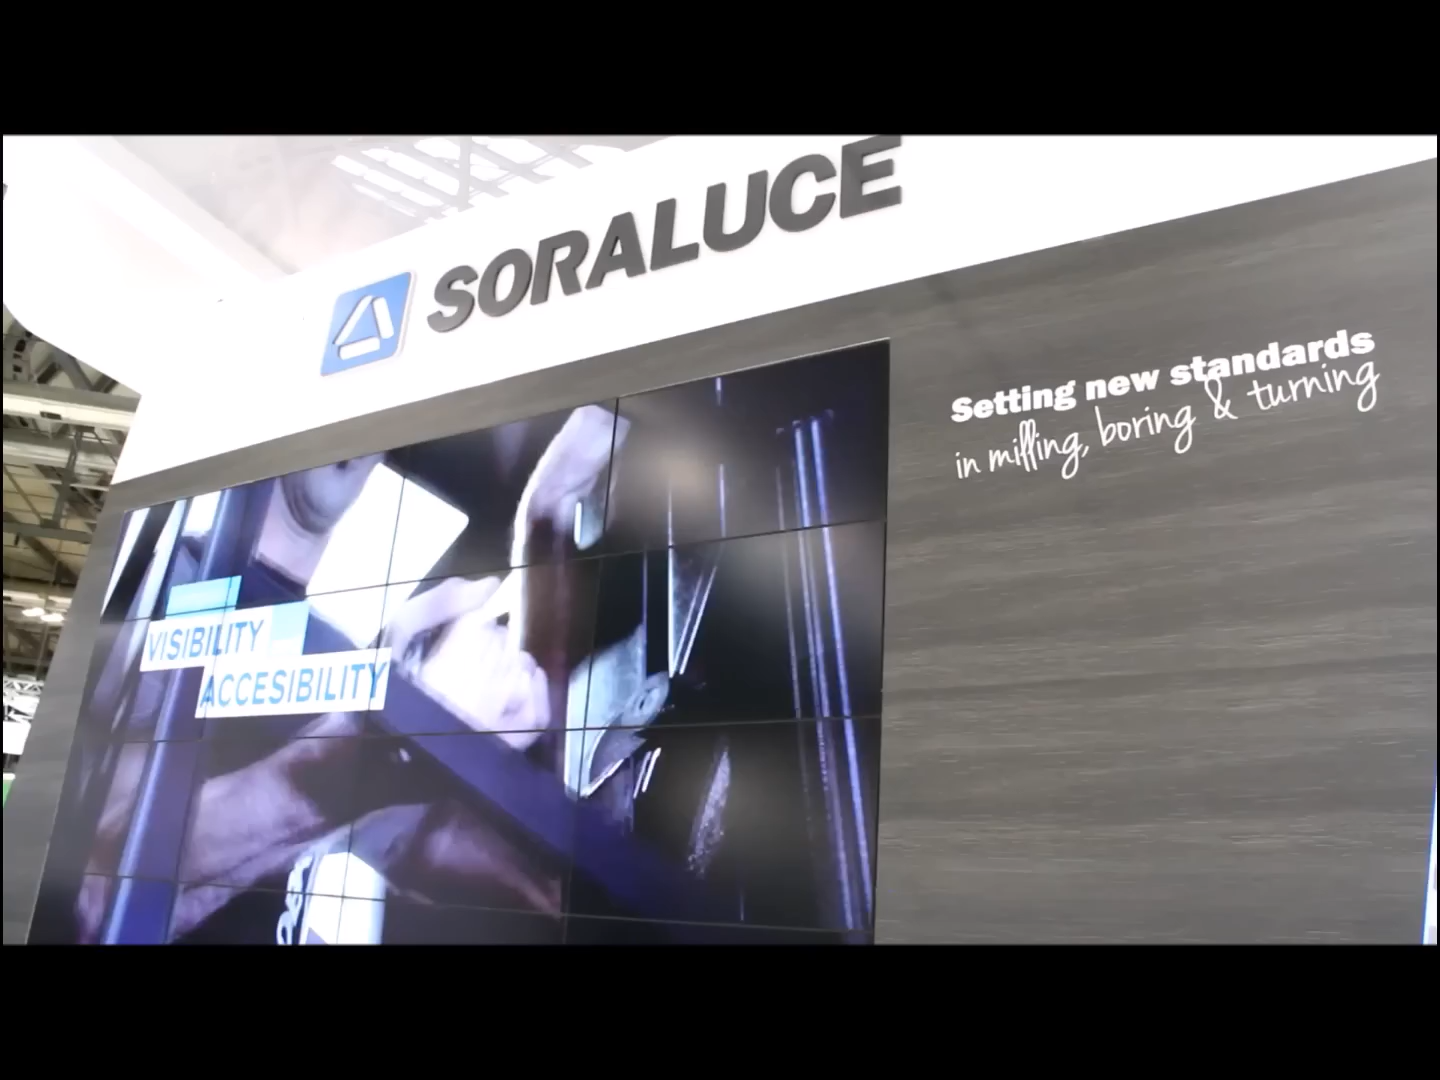 SORALUCE
Setting new standards
in milling, boring & turning
VISIBILITY
ACCESIBILITY